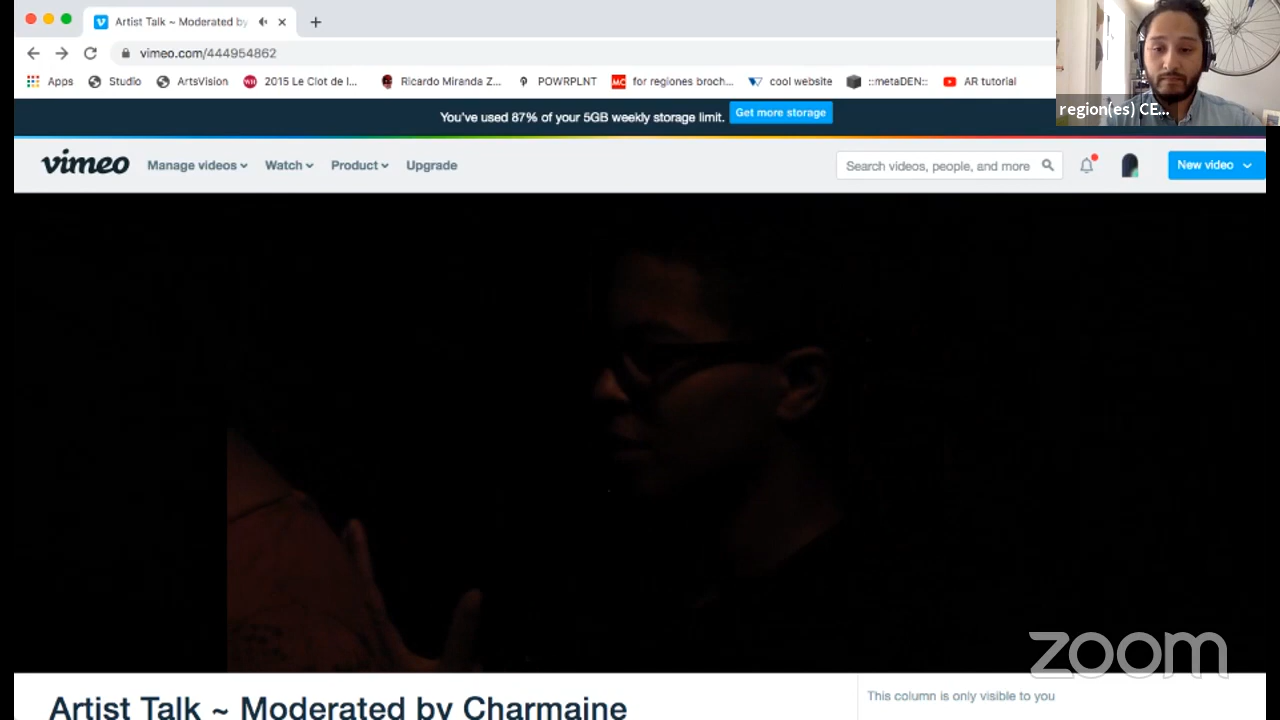 Artist Talk ~ Moderated by
vimeo.com/444954862
Apps Studio ArtsVision 2015 Le Clot de l... Ricardo Miranda Z... POWRPLNT for regiones broch... cool website ::metaDEN:: AR tutorial
region(es) CE...
You've used 87% of your 5GB weekly storage limit. Get more storage
vimeo Manage videos Watch Product Upgrade Search videos, people, and more New video
zoom
Artist Talk ~ Moderated by Charmaine
This column is only visible to you